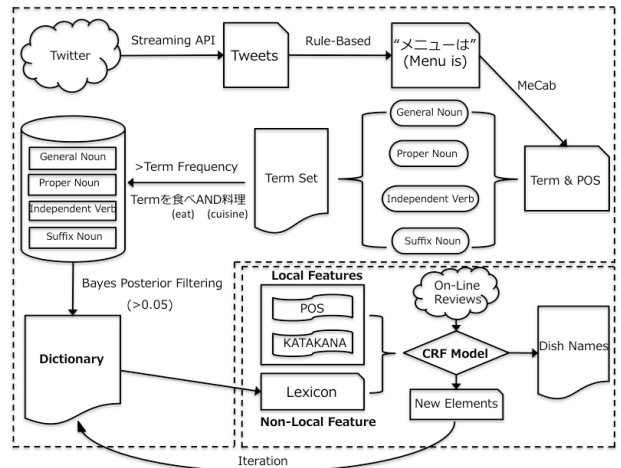 Twitter
Streaming API
Tweets
Rule-Based
“メニューは”
(Menu is)
MeCab
General Noun
Proper Noun
Independent Verb
Suffix Noun
Term & POS
Term Set
>Term Frequency
Termを食べAND料理
(eat) (cuisine)
General Noun
Proper Noun
Independent Verb
Suffix Noun
Bayes Posterior Filtering
(>0.05)
Dictionary
Local Features
POS
KATAKANA
Lexicon
Non-Local Feature
On-Line
Reviews
CRF Model
Dish Names
New Elements
Iteration